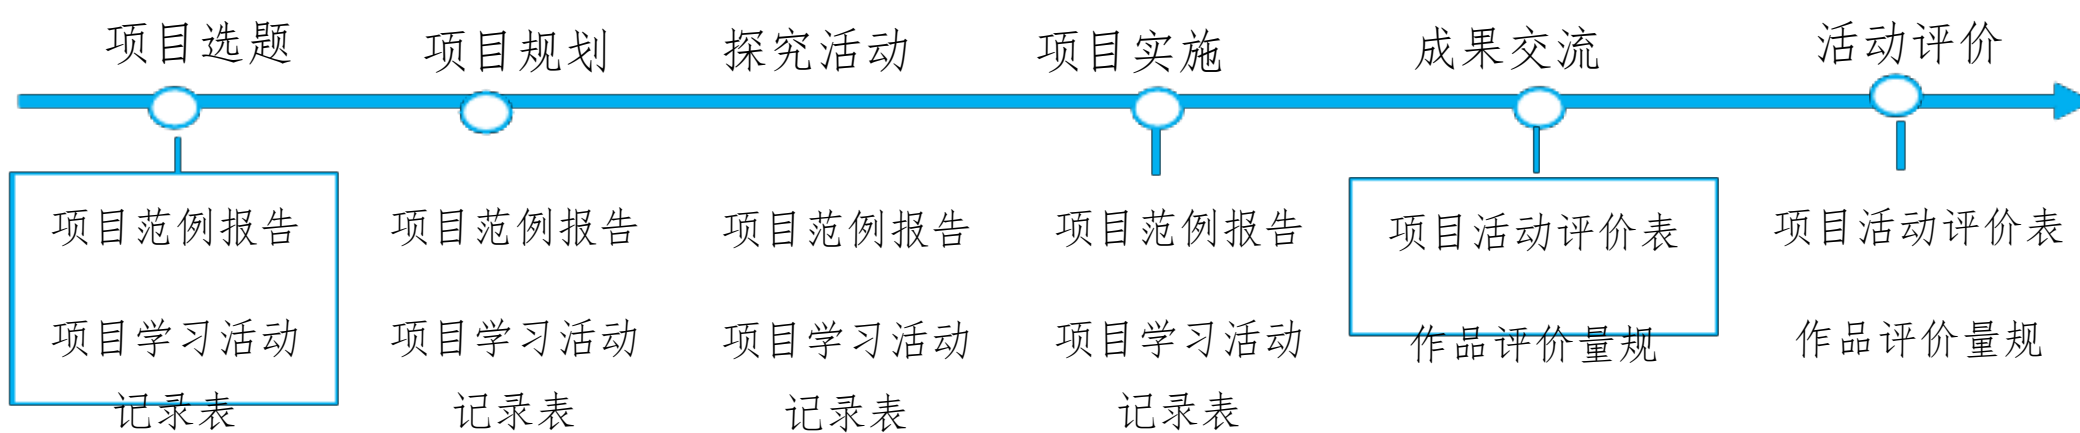 项目选题
项目规划
探究活动
项目实施
成果交流
活动评价
项目范例报告
项目学习活动
记录表
项目范例报告
项目学习活动
记录表
项目范例报告
项目学习活动
记录表
项目范例报告
项目学习活动
记录表
项目活动评价表
作品评价量规
项目活动评价表
作品评价量规